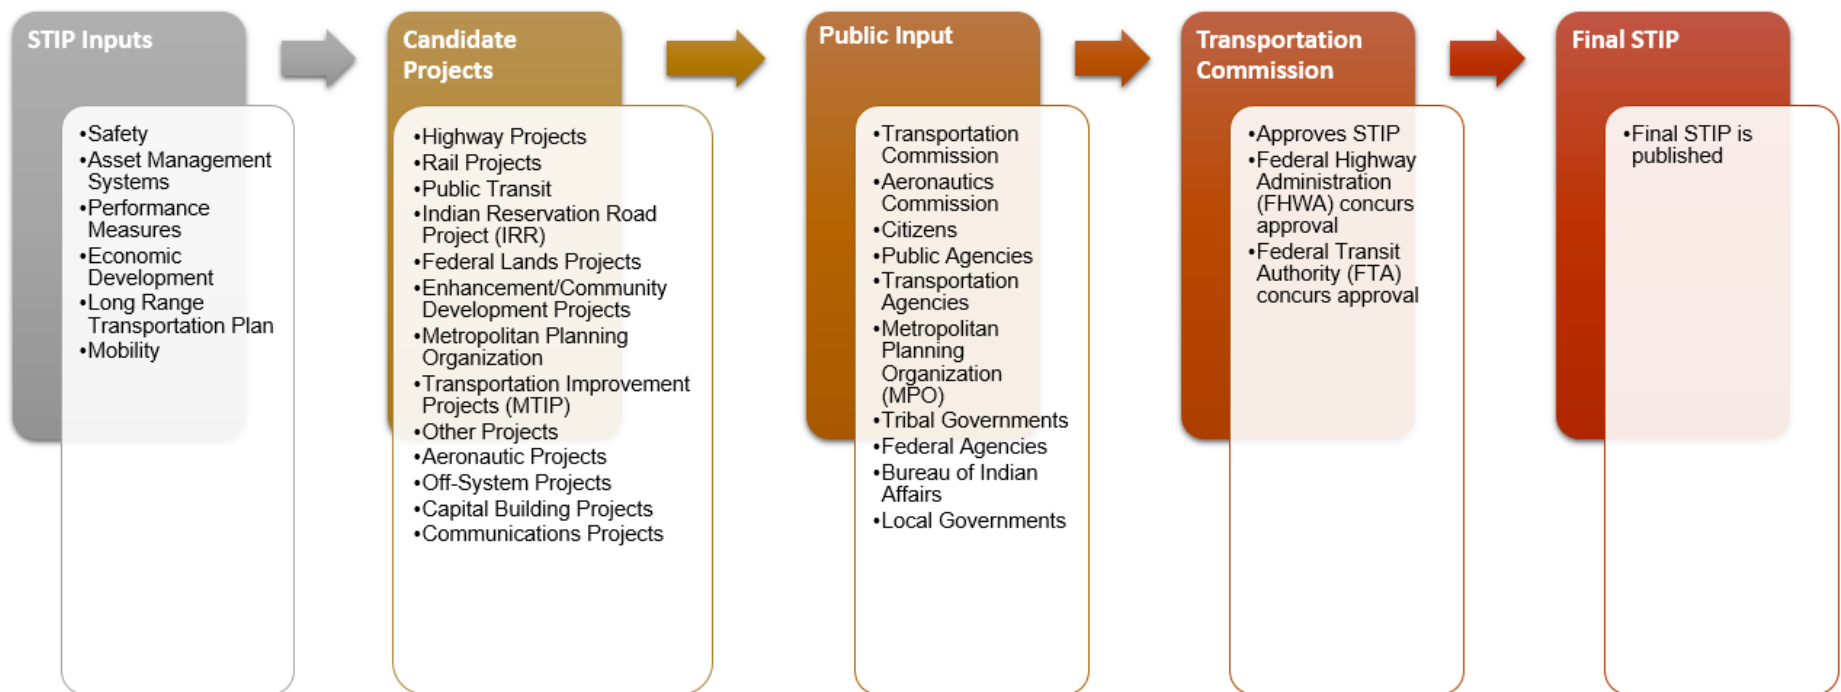 STIP Inputs
•Safety
•Asset Management
Systems
•Performance
Measures
•Economic
Development
•Long Range
Transportation Plan
•Mobility
Candidate
Projects
•Highway Projects
•Rail Projects
•Public Transit
•Indian Reservation Road
Project (IRR)
•Federal Lands Projects
•Enhancement/Community
Development Projects
•Metropolitan Planning
Organization
•Transportation Improvement
Projects (MTIP)
•Other Projects
•Aeronautic Projects
•Off-System Projects
•Capital Building Projects
•Communications Projects
Public Input
•Transportation
Commission
•Aeronautics
Commission
•Citizens
•Public Agencies
•Transportation
Agencies
•Metropolitan
Planning
Organization
(MPO)
•Tribal Governments
•Federal Agencies
•Bureau of Indian
Affairs
•Local Governments
Transportation
Commission
•Approves STIP
•Federal Highway
Administration
(FHWA) concurs
approval
•Federal Transit
Authority (FTA)
concurs approval
Final STIP
•Final STIP is
published